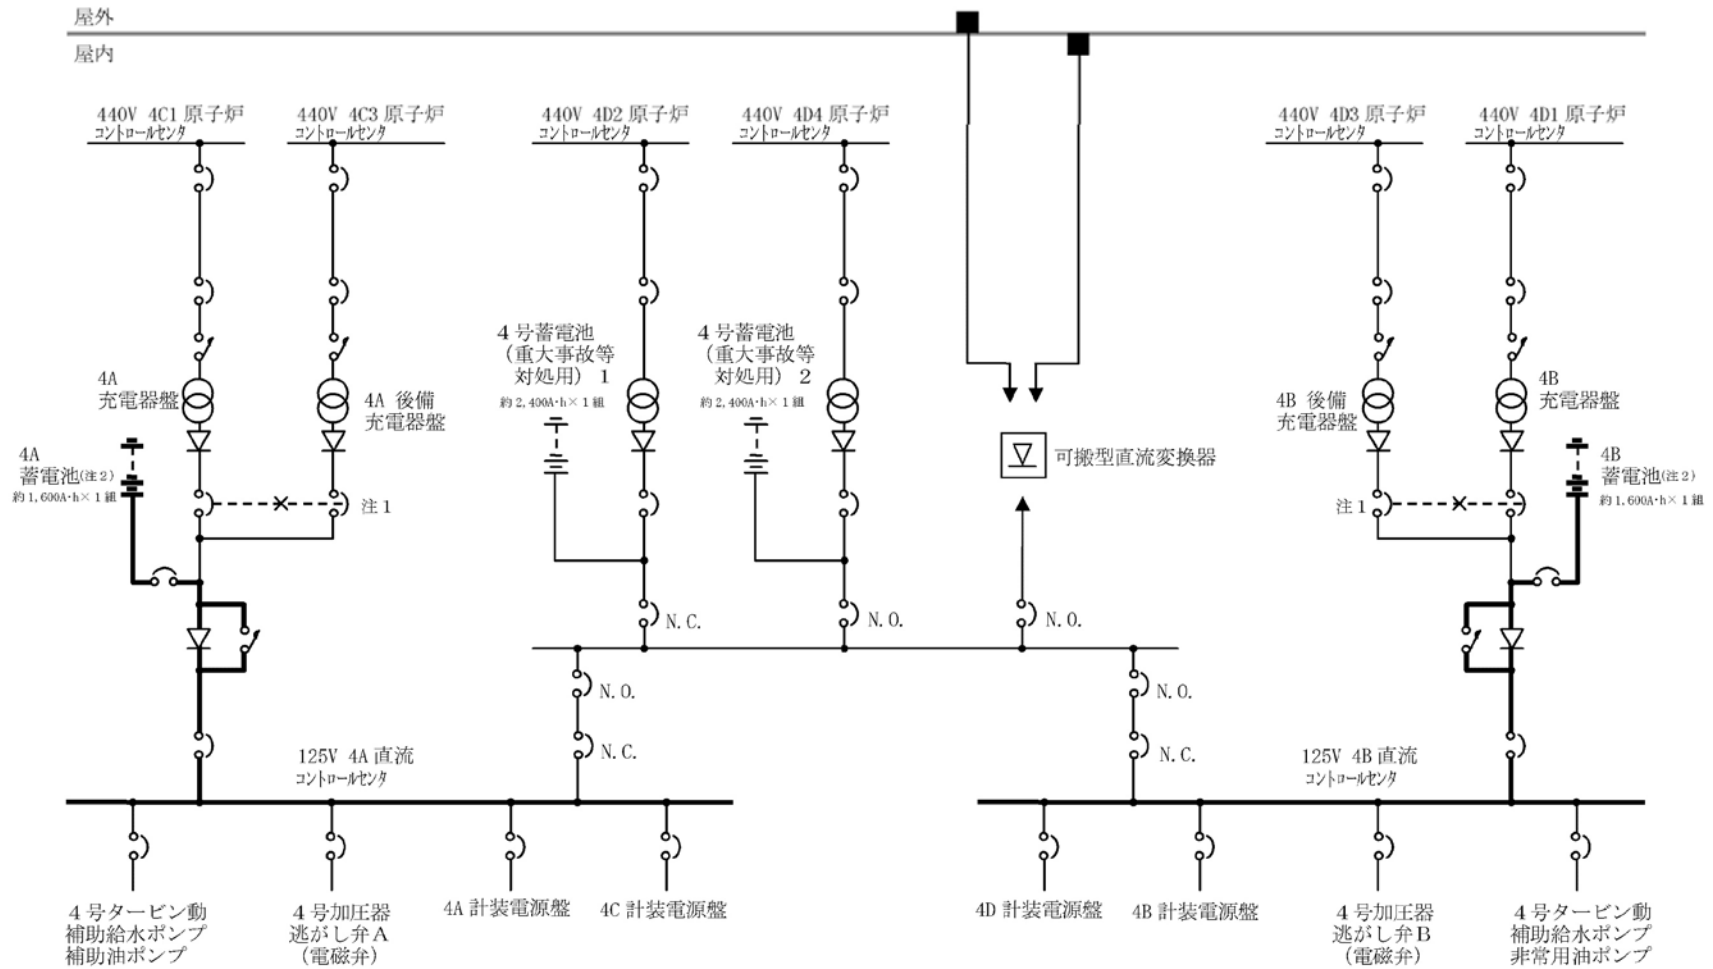 屋外
屋内
440V 4C1 原子炉
コントロールセンタ
440V 4C3 原子炉
コントロールセンタ
440V 4D2 原子炉
コントロールセンタ
440V 4D4 原子炉
コントロールセンタ
440V 4D3 原子炉
コントロールセンタ
440V 4D1 原子炉
コントロールセンタ
4A
充電器盤
4A 後備
充電器盤
4号蓄電池
(重大事故等
対処用) 1
約2,400A·h×1組
4号蓄電池
(重大事故等
対処用) 2
約2,400A·h×1組
4B 後備
充電器盤
4B
充電器盤
4A
蓄電池(注2)
約1,600A·h×1組
注1
可搬型直流変換器
注1
4B
蓄電池(注2)
約1,600A·h×1組
N.C.
N.O.
N.O.
N.O.
N.C.
N.O.
N.C.
125V 4A 直流
コントロールセンタ
125V 4B 直流
コントロールセンタ
4号タービン動
補助給水ポンプ
補助油ポンプ
4号加圧器
逃がし弁A
(電磁弁)
4A 計装電源盤
4C 計装電源盤
4D 計装電源盤
4B 計装電源盤
4号加圧器
逃がし弁B
(電磁弁)
4号タービン動
補助給水ポンプ
非常用油ポンプ